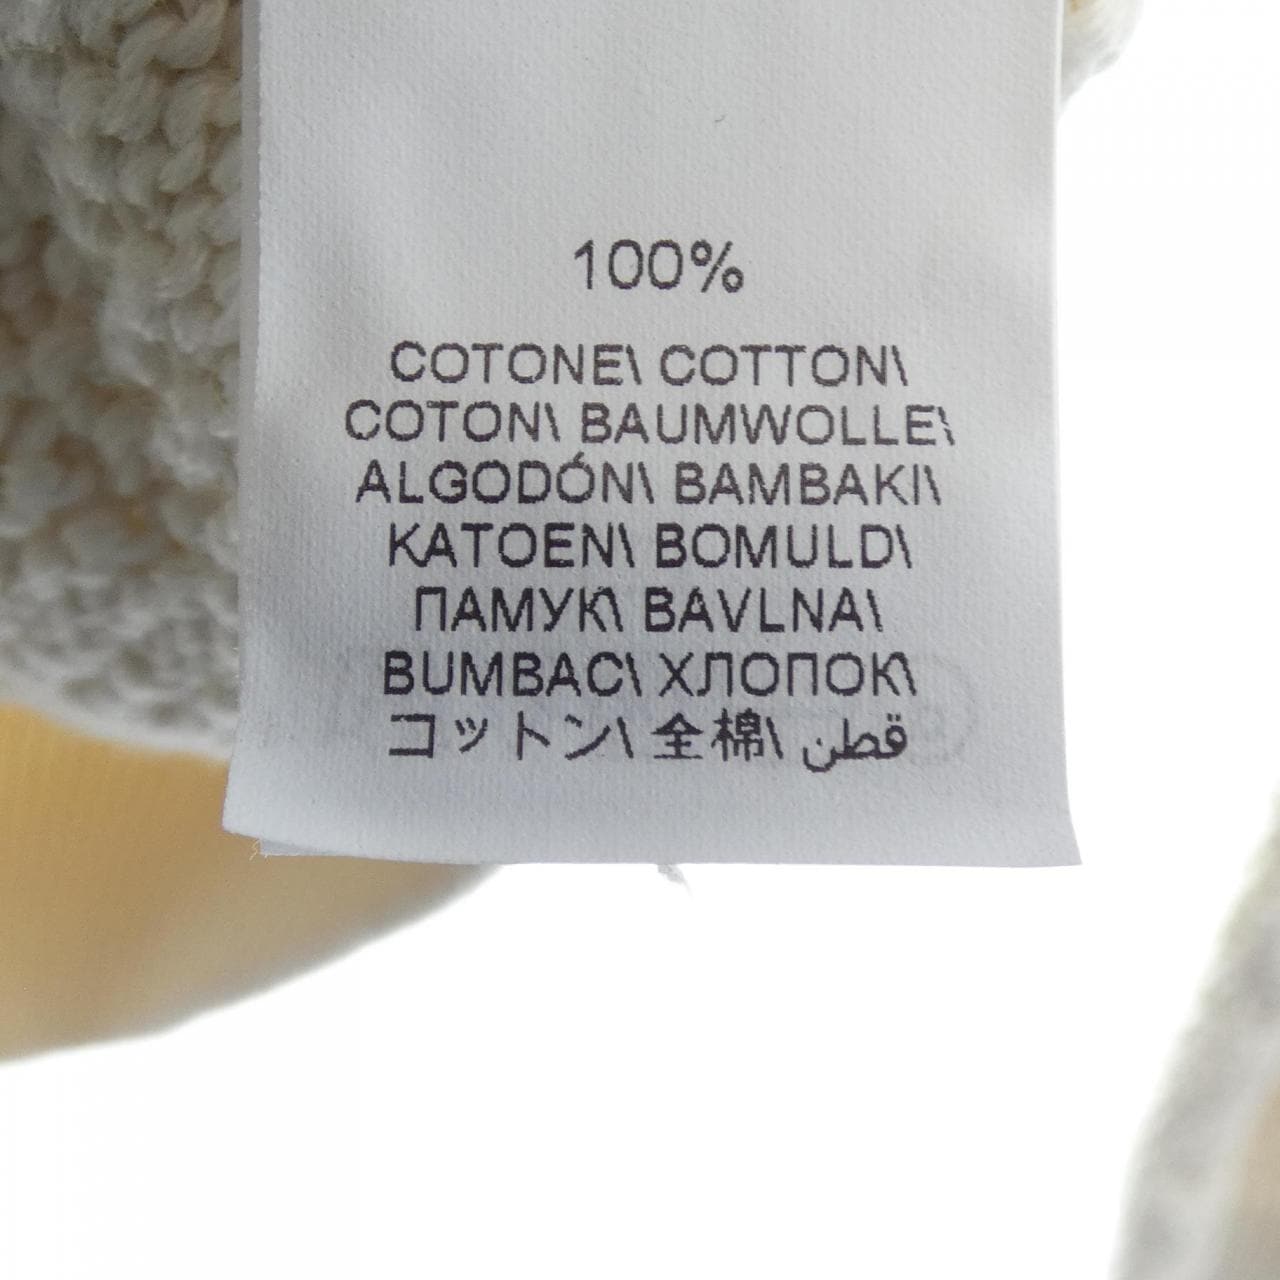 100%
COTONE\ COTTON\
COTON\ BAUMWOLLE\
ALGODÓN\ BAMBAKI\
KATOEN\ BOMULD\
ПАМУК\ BAVLNA\
BUMBAC\ ХЛОПОК\
コットン\ 全棉\ قطن